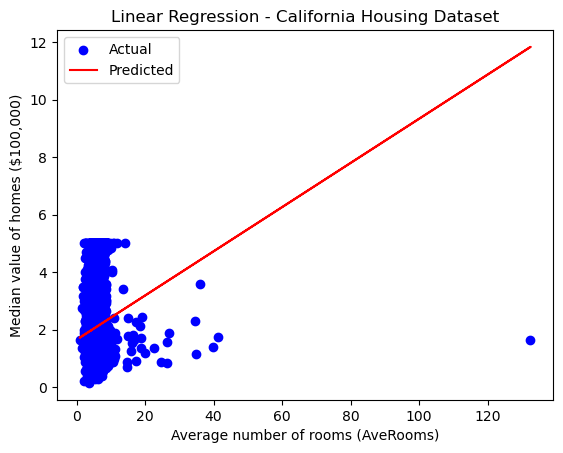 Linear Regression - California Housing Dataset
Actual
Predicted
Median value of homes ($100,000)
12
10
8
6
4
2
0
0
20
40
60
80
100
120
Average number of rooms (AveRooms)